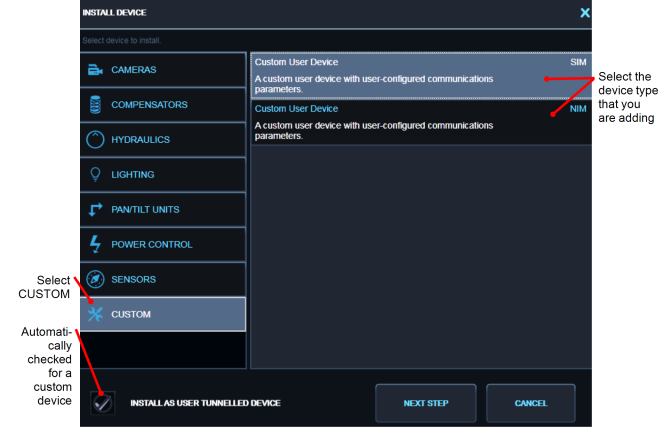 INSTALL DEVICE
X
Select device to install.
CAMERAS
COMPENSATORS
HYDRAULICS
LIGHTING
PAN/TILT UNITS
POWER CONTROL
SENSORS
CUSTOM
Custom User Device SIM
A custom user device with user-configured communications
parameters.
Custom User Device NIM
A custom user device with user-configured communications
parameters.
Select the
device type
that you
are adding
Select
CUSTOM
Automati-
cally
checked
for a
custom
device
INSTALL AS USER TUNNELLED DEVICE
NEXT STEP
CANCEL